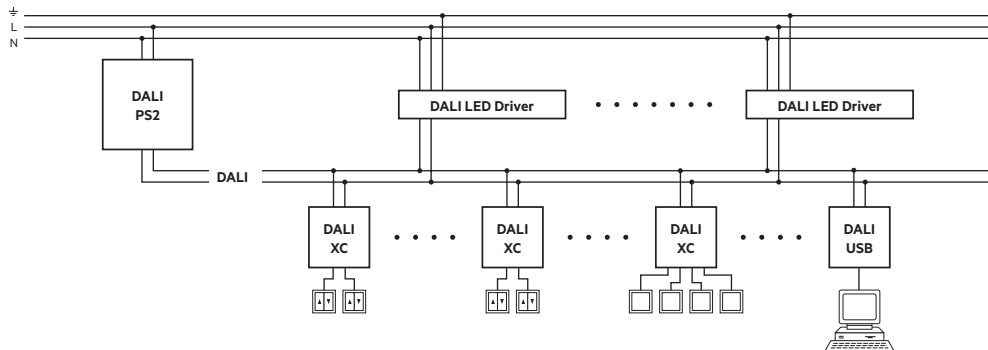 ⏚
L
N
DALI
PS2
DALI LED Driver
DALI LED Driver
DALI
DALI
XC
DALI
XC
DALI
XC
DALI
USB